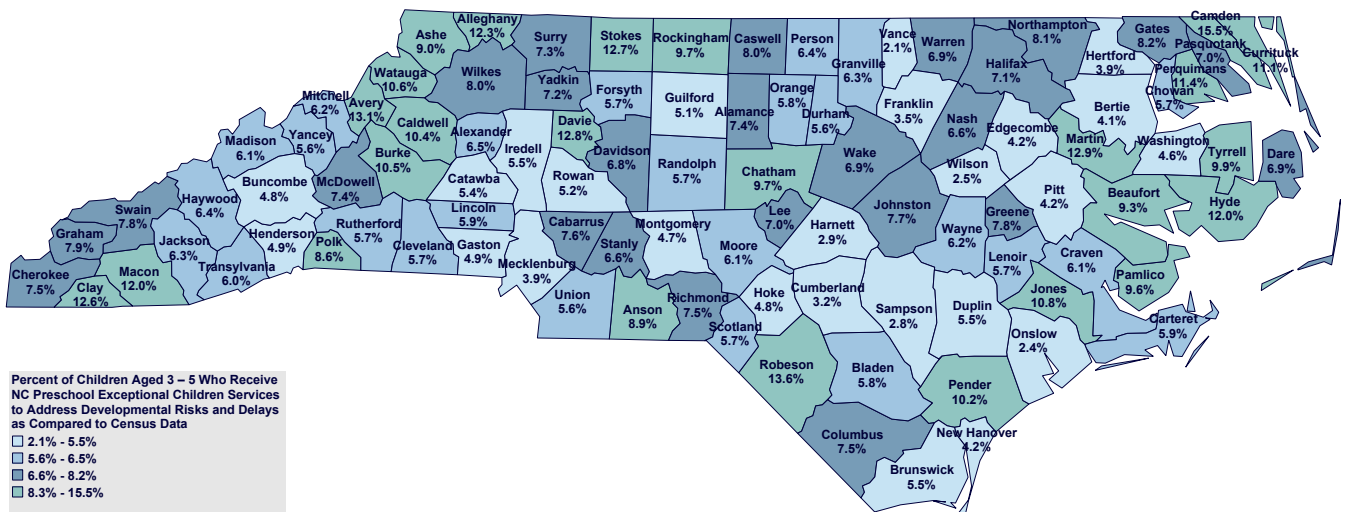 Alleghany
12.3%
Ashe
9.0%
Surry
7.3%
Stokes
12.7%
Rockingham
9.7%
Caswell
8.0%
Person
6.4%
Granville
6.3%
Vance
2.1%
Warren
6.9%
Northampton
8.1%
Hertford
3.9%
Gates
8.2%
Camden
15.5%
Pasquotank
7.0%
Currituck
11.1%
Perquimans
11.4%
Chowan
5.7%
Halifax
7.1%
Bertie
4.1%
Watauga
10.6%
Wilkes
8.0%
Yadkin
7.2%
Forsyth
5.7%
Guilford
5.1%
Alamance
7.4%
Orange
5.8%
Durham
5.6%
Franklin
3.5%
Nash
6.6%
Edgecombe
4.2%
Martin
12.9%
Washington
4.6%
Tyrrell
9.9%
Dare
6.9%
Mitchell
6.2%
Avery
13.1%
Caldwell
10.4%
Alexander
6.5%
Iredell
5.5%
Davie
12.8%
Davidson
6.8%
Randolph
5.7%
Chatham
9.7%
Wake
6.9%
Wilson
2.5%
Pitt
4.2%
Beaufort
9.3%
Hyde
12.0%
Madison
6.1%
Yancey
5.6%
Burke
10.5%
McDowell
7.4%
Catawba
5.4%
Rowan
5.2%
Buncombe
4.8%
Haywood
6.4%
Swain
7.8%
Graham
7.9%
Cherokee
7.5%
Clay
12.6%
Macon
12.0%
Jackson
6.3%
Transylvania
6.0%
Henderson
4.9%
Polk
8.6%
Rutherford
5.7%
Cleveland
5.7%
Lincoln
5.9%
Gaston
4.9%
Mecklenburg
3.9%
Cabarrus
7.6%
Stanly
6.6%
Montgomery
4.7%
Moore
6.1%
Lee
7.0%
Harnett
2.9%
Johnston
7.7%
Wayne
6.2%
Greene
7.8%
Lenoir
5.7%
Craven
6.1%
Pamlico
9.6%
Jones
10.8%
Carteret
5.9%
Union
5.6%
Anson
8.9%
Richmond
7.5%
Scotland
5.7%
Hoke
4.8%
Cumberland
3.2%
Sampson
2.8%
Duplin
5.5%
Onslow
2.4%
Robeson
13.6%
Bladen
5.8%
Pender
10.2%
Columbus
7.5%
New Hanover
4.2%
Brunswick
5.5%
Percent of Children Aged 3 – 5 Who Receive
NC Preschool Exceptional Children Services
to Address Developmental Risks and Delays
as Compared to Census Data
2.1% - 5.5%
5.6% - 6.5%
6.6% - 8.2%
8.3% - 15.5%